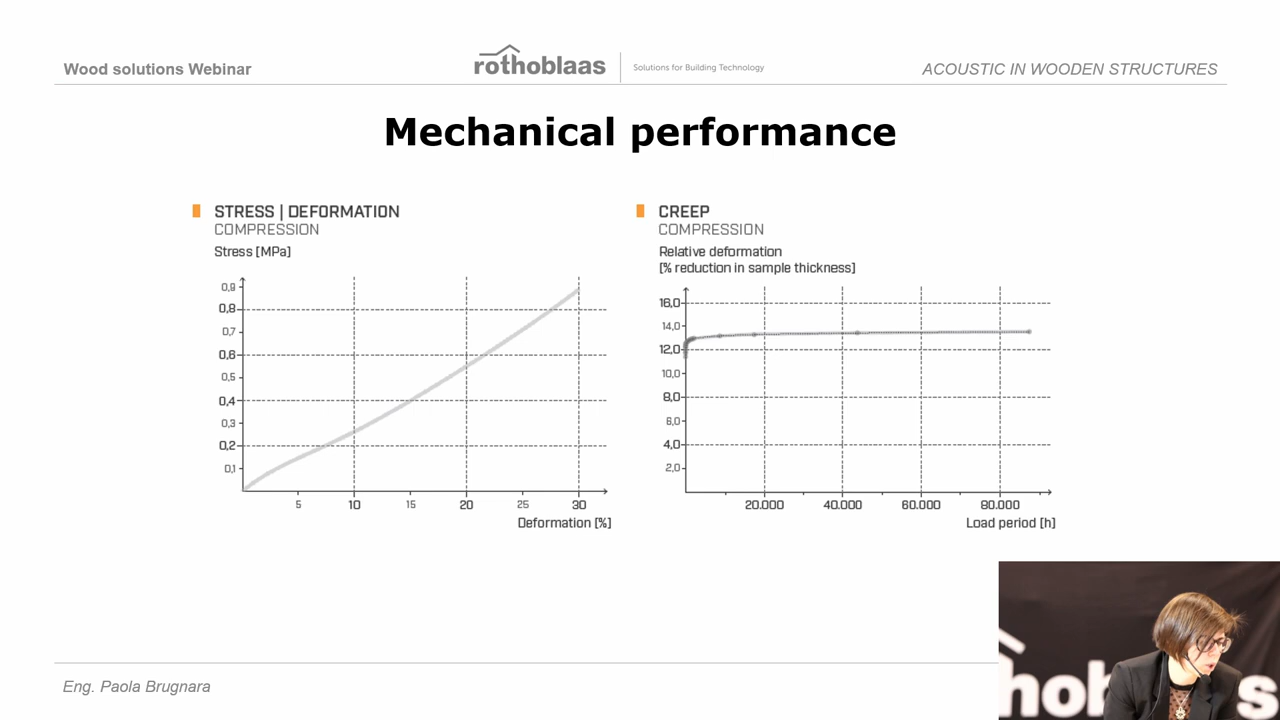 Wood solutions Webinar
rothoblaas
Solutions for Building Technology
ACOUSTIC IN WOODEN STRUCTURES
Mechanical performance
STRESS | DEFORMATION
COMPRESSION
Stress [MPa]
0,9
0,8
0,7
0,6
0,5
0,4
0,3
0,2
0,1
5
10
15
20
25
30
Deformation [%]
CREEP
COMPRESSION
Relative deformation
[% reduction in sample thickness]
16,0
14,0
12,0
10,0
8,0
6,0
4,0
2,0
20.000
40.000
60.000
80.000
Load period [h]
Eng. Paola Brugnara